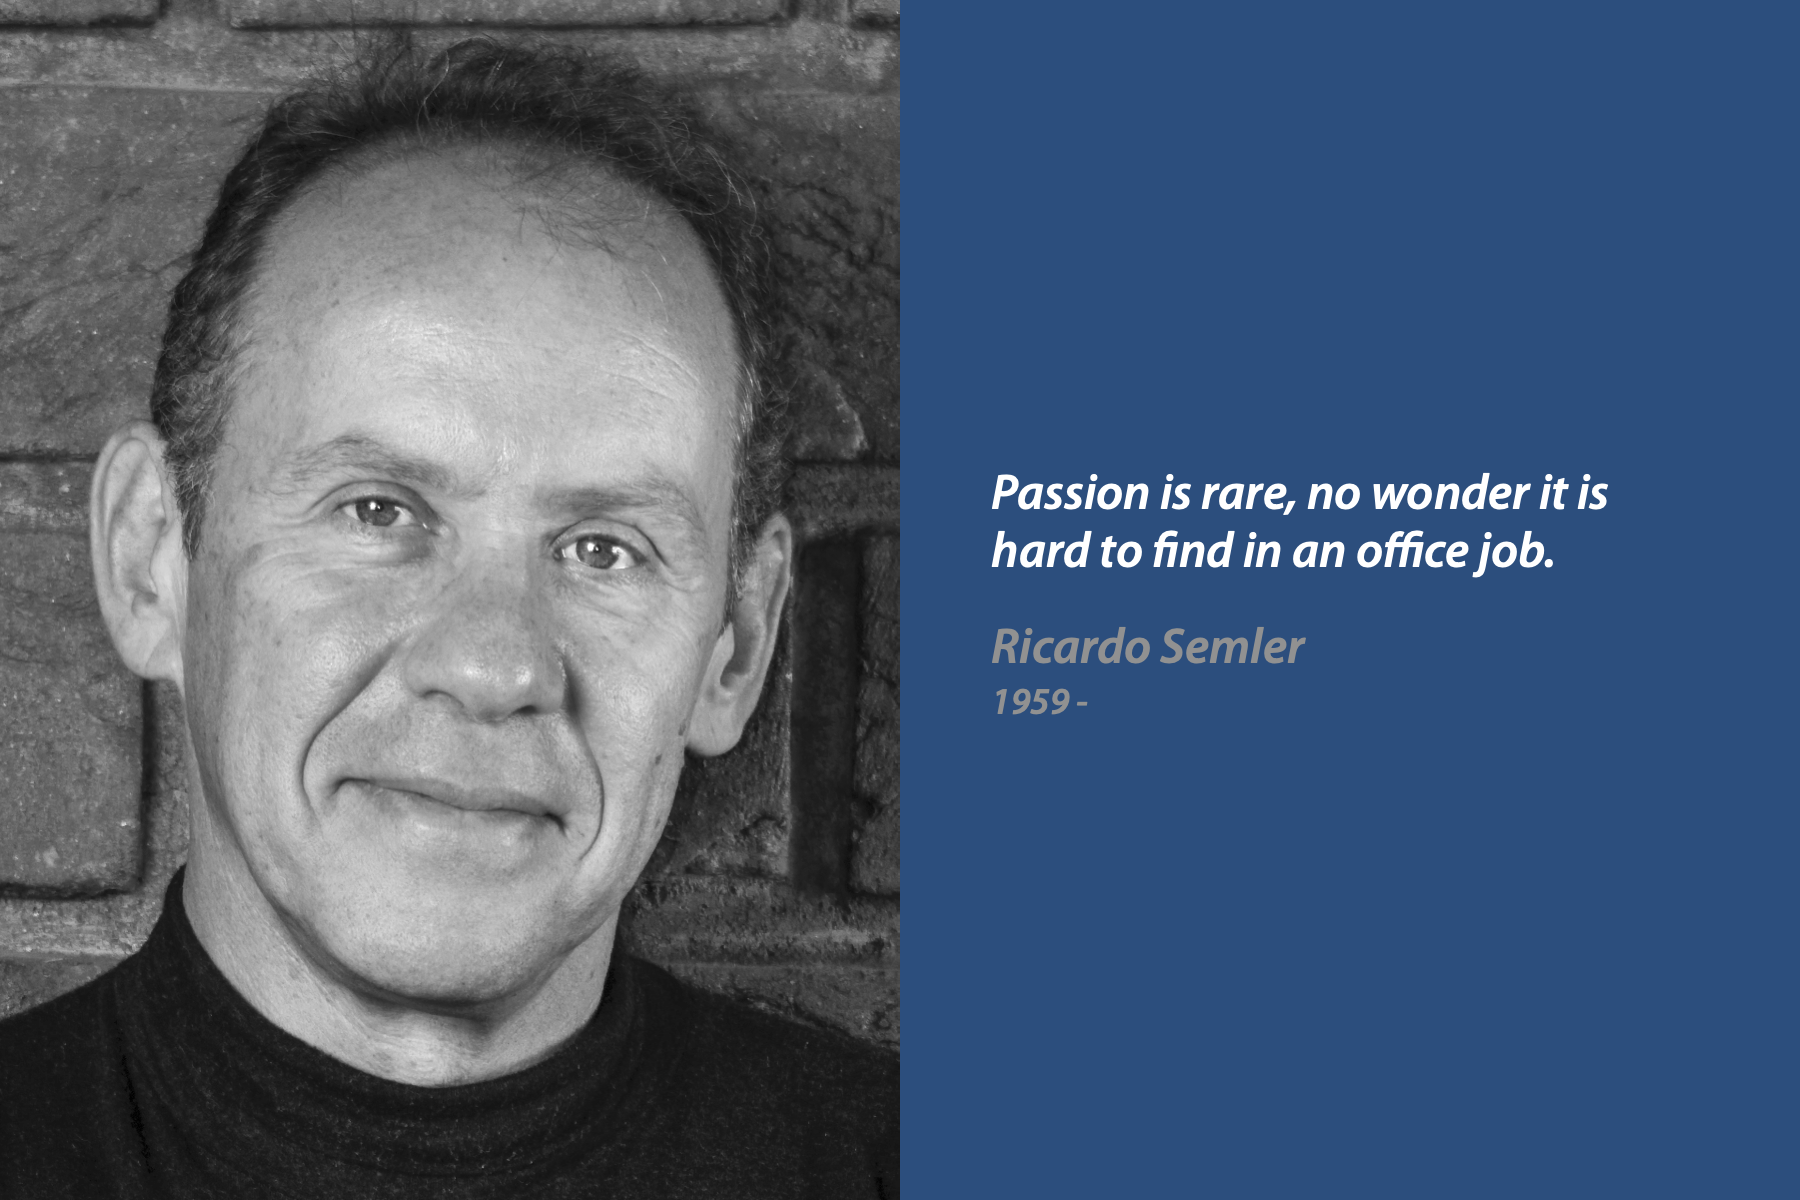 Passion is rare, no wonder it is
hard to find in an office job.
Ricardo Semler
1959 -